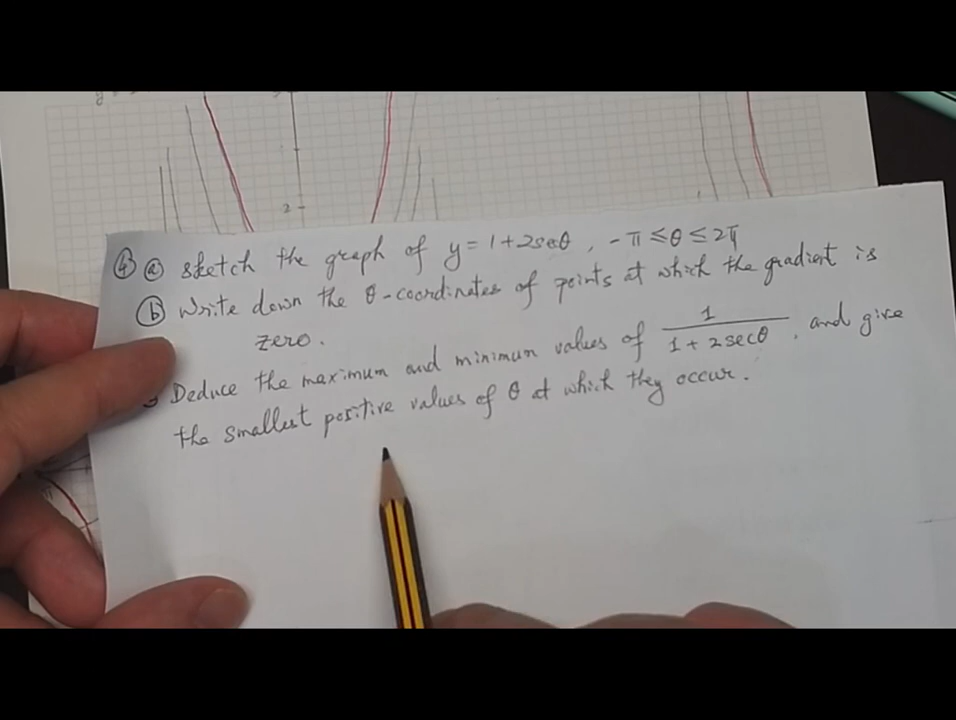 2
④ ⓐ sketch the graph of y = 1+2secθ, -π ≤ θ ≤ 2π
ⓑ Write down the θ-coordinates of points at which the gradient is
zero.
Deduce the maximum and minimum values of 1/(1+2secθ), and give
the smallest positive values of θ at which they occur.